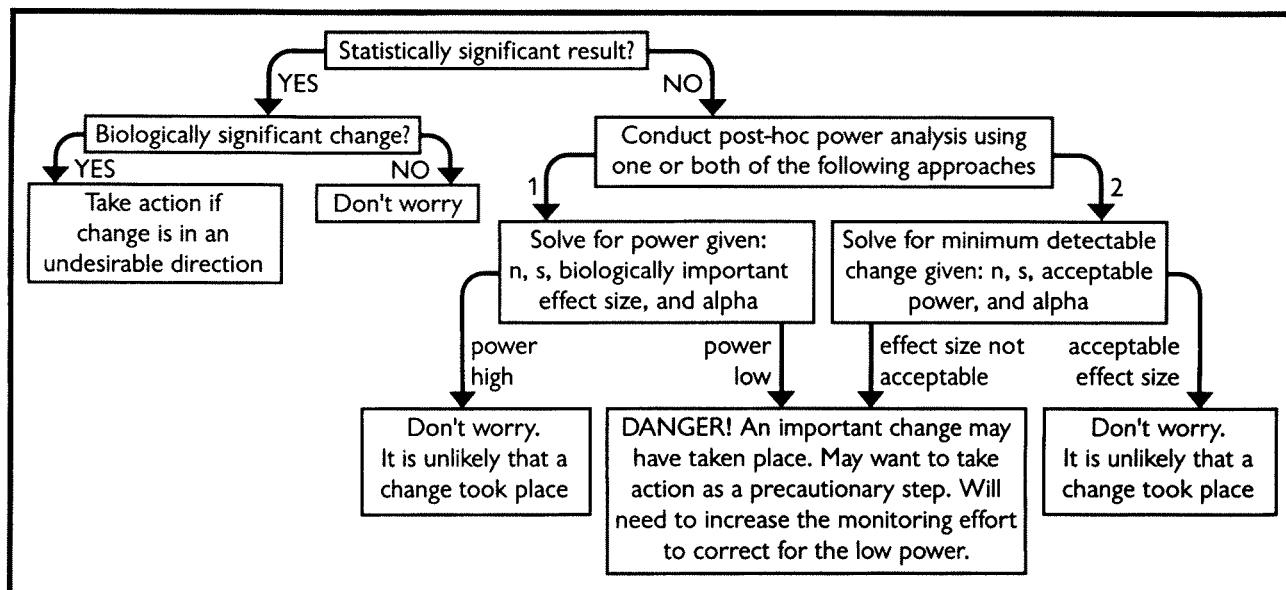 Statistically significant result?
YES
NO
Biologically significant change?
YES
NO
Take action if
change is in an
undesirable direction
Don't worry
Conduct post-hoc power analysis using
one or both of the following approaches
1
2
Solve for power given:
n, s, biologically important
effect size, and alpha
Solve for minimum detectable
change given: n, s, acceptable
power, and alpha
power
high
power
low
effect size not
acceptable
acceptable
effect size
Don't worry.
It is unlikely that a
change took place
DANGER! An important change may
have taken place. May want to take
action as a precautionary step. Will
need to increase the monitoring effort
to correct for the low power.
Don't worry.
It is unlikely that a
change took place